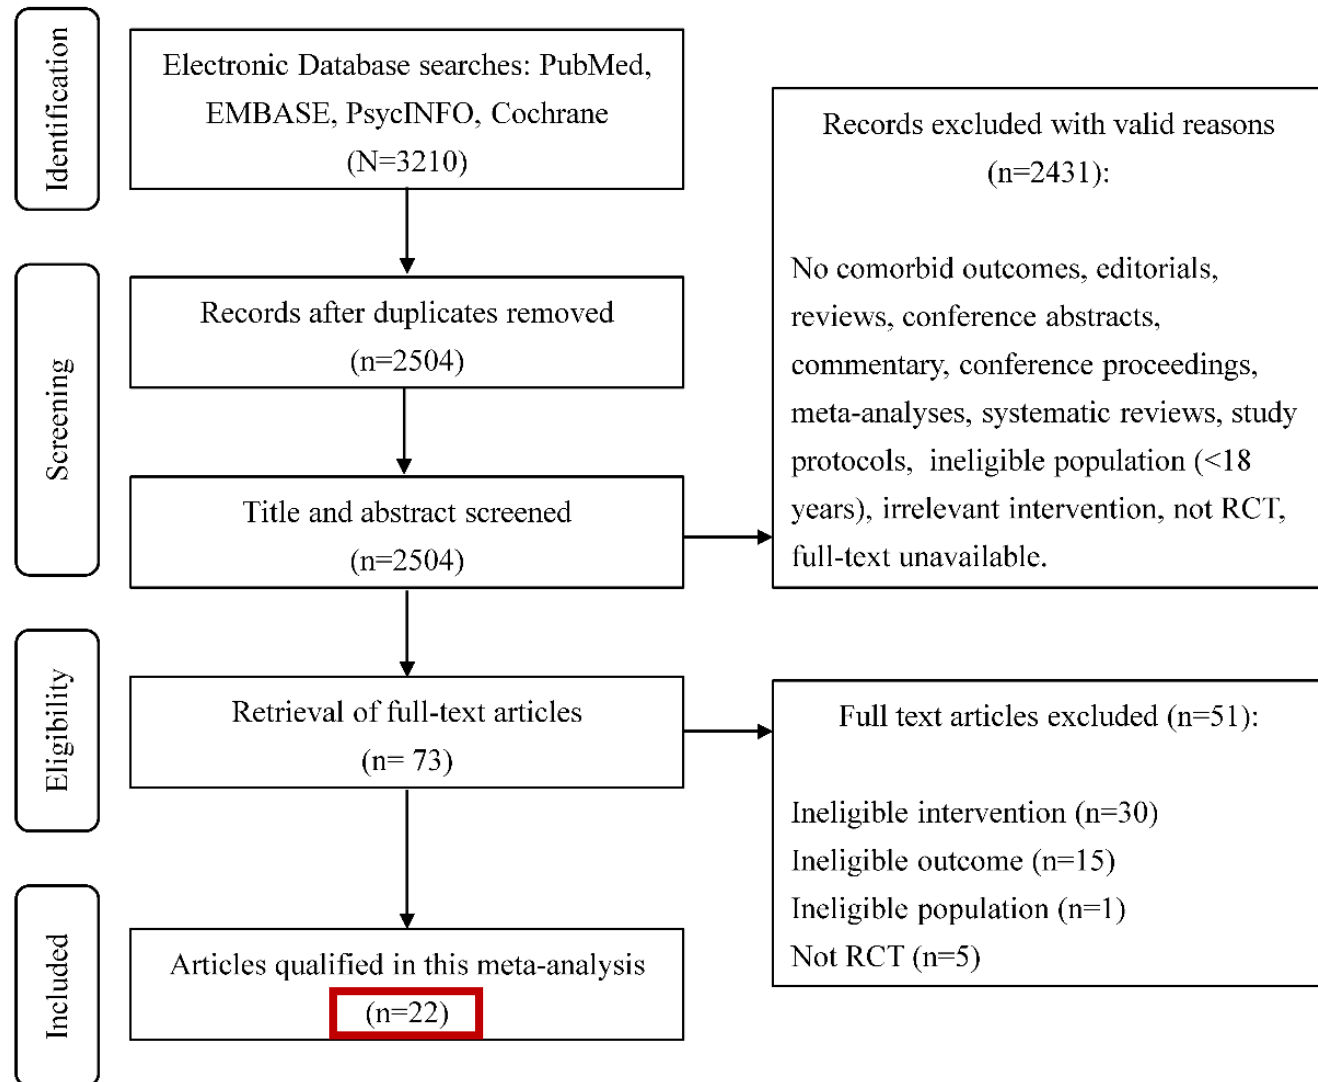 Identification
Electronic Database searches: PubMed,
EMBASE, PsycINFO, Cochrane
(N=3210)
Records excluded with valid reasons
(n=2431):
No comorbid outcomes, editorials,
reviews, conference abstracts,
commentary, conference proceedings,
meta-analyses, systematic reviews, study
protocols, ineligible population (<18
years), irrelevant intervention, not RCT,
full-text unavailable.
Screening
Records after duplicates removed
(n=2504)
Title and abstract screened
(n=2504)
Eligibility
Retrieval of full-text articles
(n= 73)
Full text articles excluded (n=51):
Ineligible intervention (n=30)
Ineligible outcome (n=15)
Ineligible population (n=1)
Not RCT (n=5)
Included
Articles qualified in this meta-analysis
(n=22)